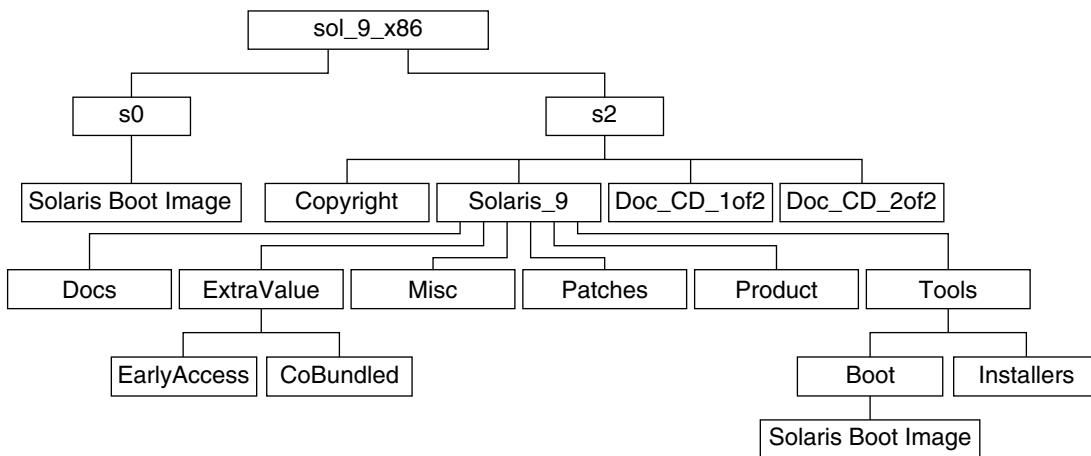 sol_9_x86
s0
s2
Solaris Boot Image
Copyright
Solaris_9
Doc_CD_1of2
Doc_CD_2of2
Docs
ExtraValue
Misc
Patches
Product
Tools
EarlyAccess
CoBundled
Boot
Installers
Solaris Boot Image